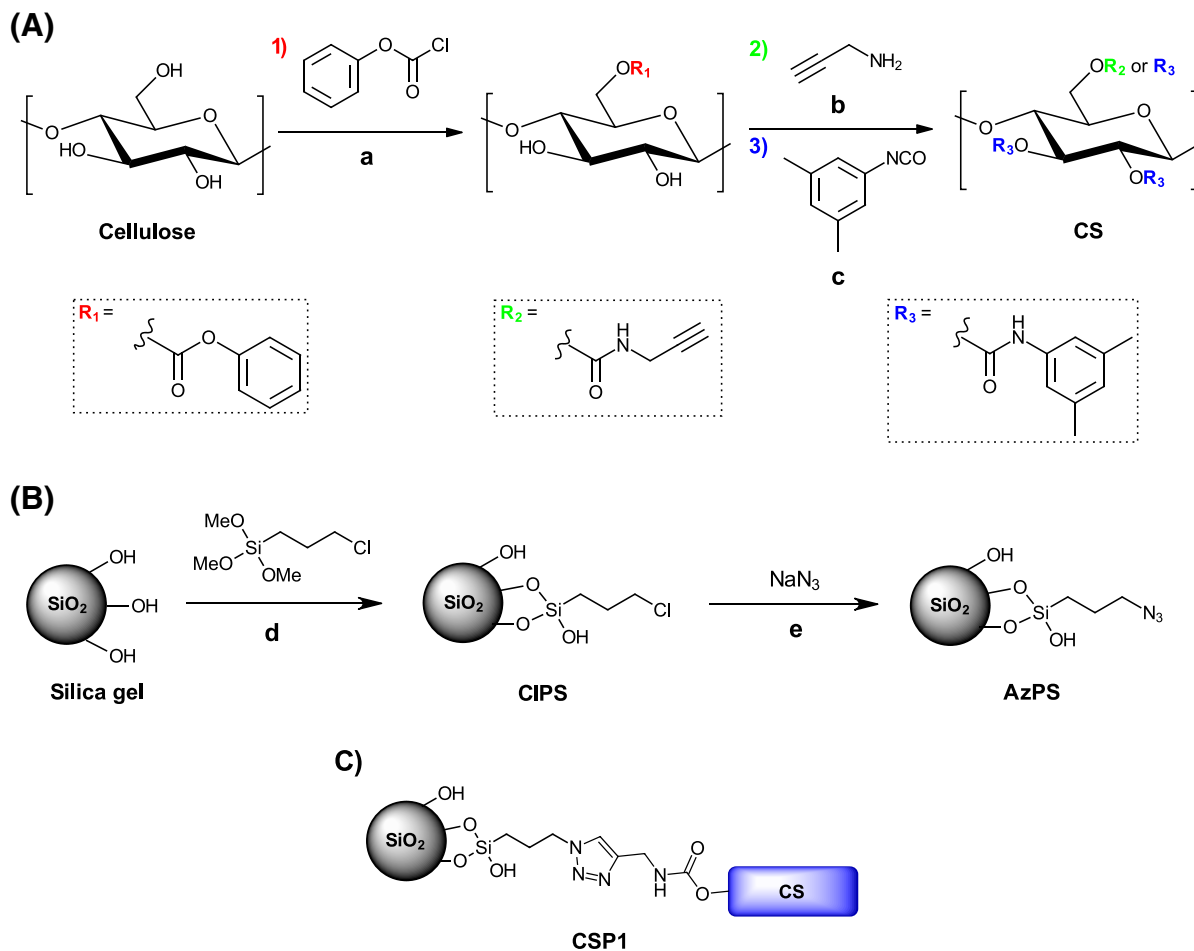 (A)
1)
O
Cl
O
a
OH
O
O
HO
OH
Cellulose
OR₁
O
O
HO
OH
2)
NH₂
b
3)
NCO
c
OR₂ or R₃
O
O
R₃O
OR₃
CS
R₁ =
O
O
R₂ =
H
N
O
R₃ =
H
N
O
(B)
OH
SiO₂
OH
OH
Silica gel
MeO
Si
Cl
MeO
OMe
d
OH
O
SiO₂
Si
Cl
O
OH
ClPS
NaN₃
e
OH
O
SiO₂
Si
N₃
O
OH
AzPS
C)
OH
O
SiO₂
Si
O
OH
N
N=N
N
H
O
O
CS
CSP1